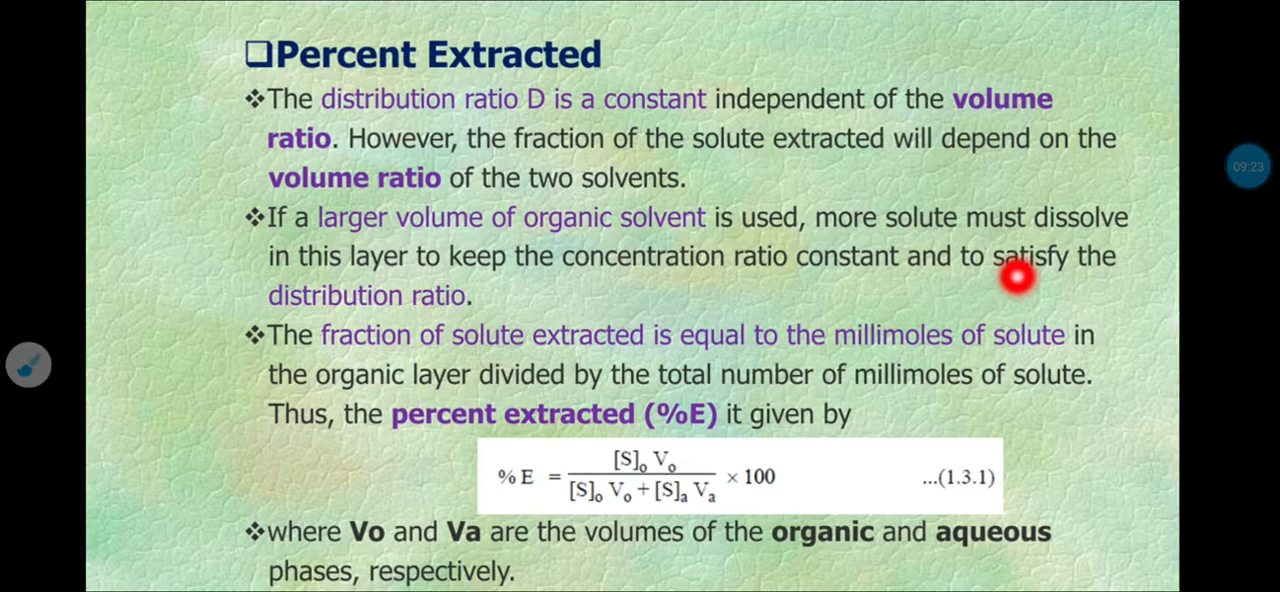 ❑Percent Extracted
❖The distribution ratio D is a constant independent of the volume
ratio. However, the fraction of the solute extracted will depend on the
volume ratio of the two solvents.
❖If a larger volume of organic solvent is used, more solute must dissolve
in this layer to keep the concentration ratio constant and to satisfy the
distribution ratio.
❖The fraction of solute extracted is equal to the millimoles of solute in
the organic layer divided by the total number of millimoles of solute.
Thus, the percent extracted (%E) it given by
% E = [S]ₒ Vₒ / [S]ₒ Vₒ + [S]ₐ Vₐ × 100 ...(1.3.1)
❖where Vo and Va are the volumes of the organic and aqueous
phases, respectively.
09:23